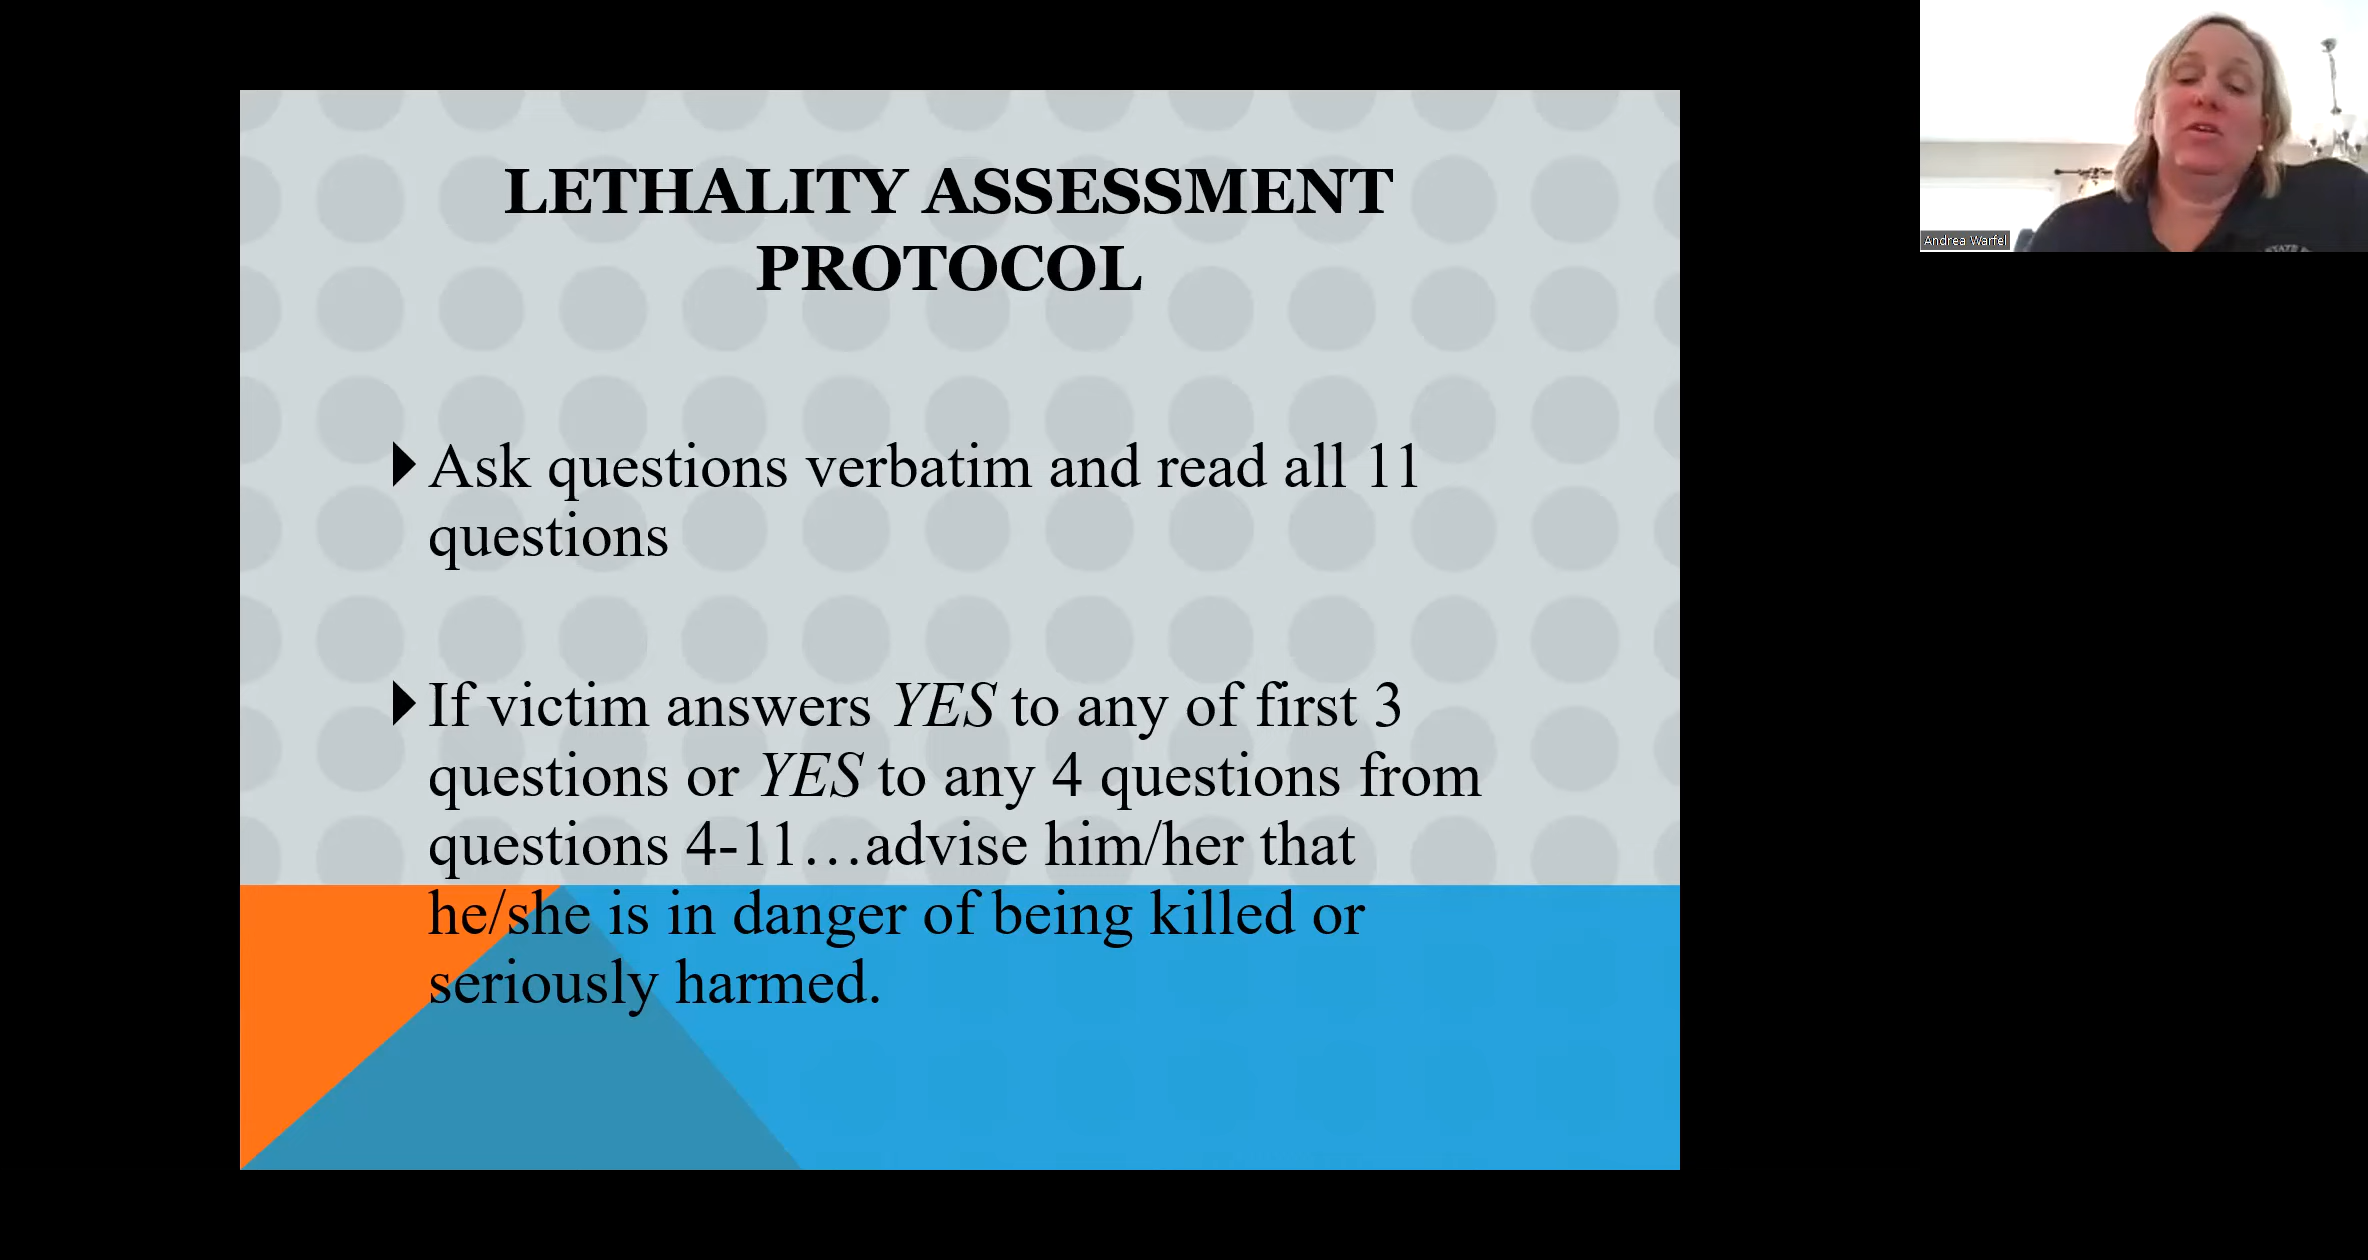 LETHALITY ASSESSMENT
PROTOCOL
Ask questions verbatim and read all 11
questions
If victim answers YES to any of first 3
questions or YES to any 4 questions from
questions 4-11…advise him/her that
he/she is in danger of being killed or
seriously harmed.
Andrea Warfel
STATE